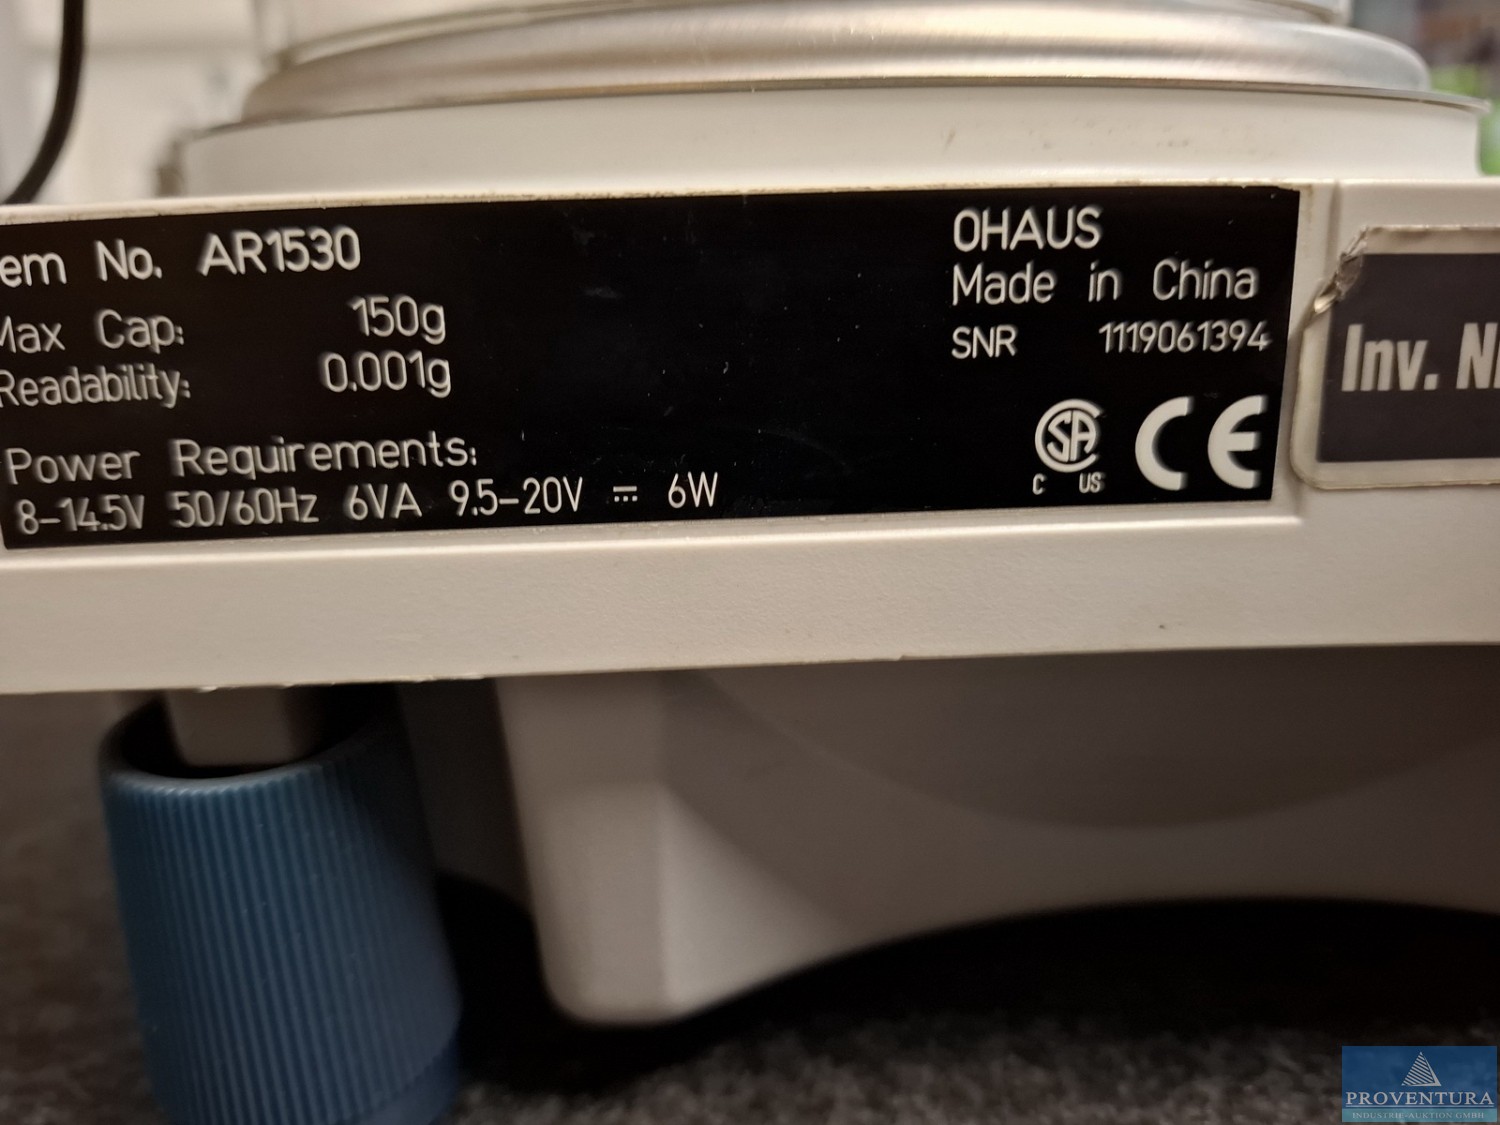 em No. AR1530
Max Cap: 150g
Readability: 0.001g
Power Requirements:
8-14.5V 50/60Hz 6VA 9.5-20V ⎓ 6W
OHAUS
Made in China
SNR 1119061394
SA
C US
CE
Inv. N
PROVENTURA
INDUSTRIE-AUKTION GMBH